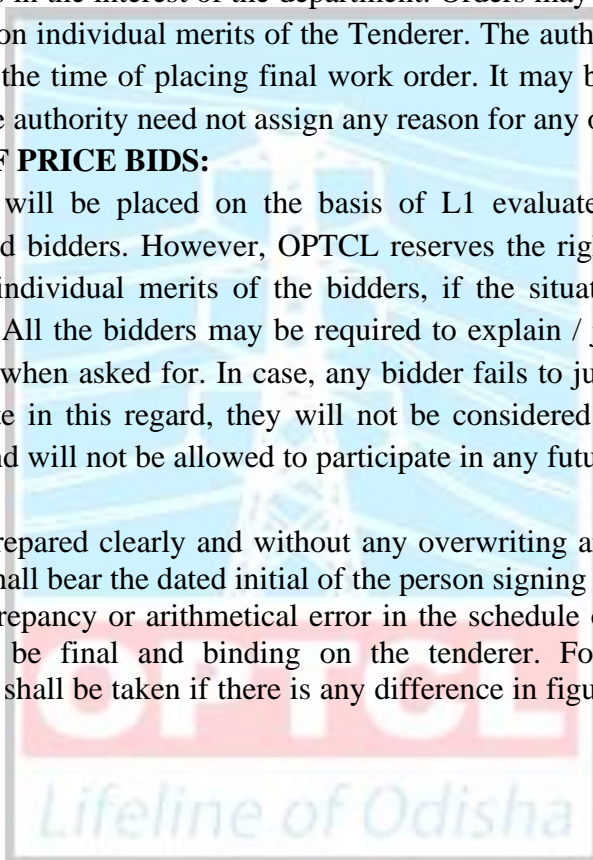 in the interest of the department. Orders may
on individual merits of the Tenderer. The auth
the time of placing final work order. It may b
authority need not assign any reason for any
PRICE BIDS:
will be placed on the basis of L1 evaluate
bidders. However, OPTCL reserves the rig
individual merits of the bidders, if the situat
All the bidders may be required to explain /
when asked for. In case, any bidder fails to ju
in this regard, they will not be considered
nd will not be allowed to participate in any futu
repared clearly and without any overwriting a
hall bear the dated initial of the person signing
repancy or arithmetical error in the schedule
be final and binding on the tenderer. Fo
shall be taken if there is any difference in figu
OPTCL
Lifeline of Odisha